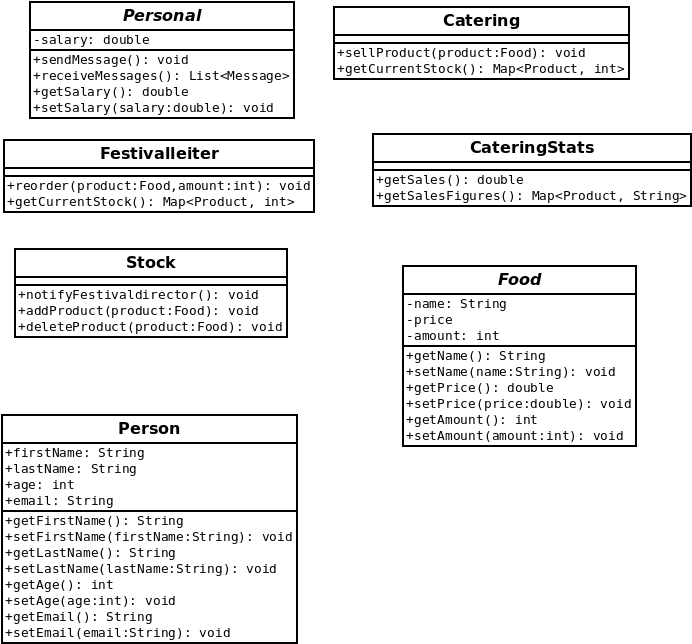 Personal
-salary: double
+sendMessage(): void
+receiveMessages(): List<Message>
+getSalary(): double
+setSalary(salary:double): void
Catering
+sellProduct(product:Food): void
+getCurrentStock(): Map<Product, int>
Festivalleiter
+reorder(product:Food,amount:int): void
+getCurrentStock(): Map<Product, int>
CateringStats
+getSales(): double
+getSalesFigures(): Map<Product, String>
Stock
+notifyFestivaldirector(): void
+addProduct(product:Food): void
+deleteProduct(product:Food): void
Food
-name: String
-price
-amount: int
+getName(): String
+setName(name:String): void
+getPrice(): double
+setPrice(price:double): void
+getAmount(): int
+setAmount(amount:int): void
Person
+firstName: String
+lastName: String
+age: int
+email: String
+getFirstName(): String
+setFirstName(firstName:String): void
+getLastName(): String
+setLastName(lastName:String): void
+getAge(): int
+setAge(age:int): void
+getEmail(): String
+setEmail(email:String): void